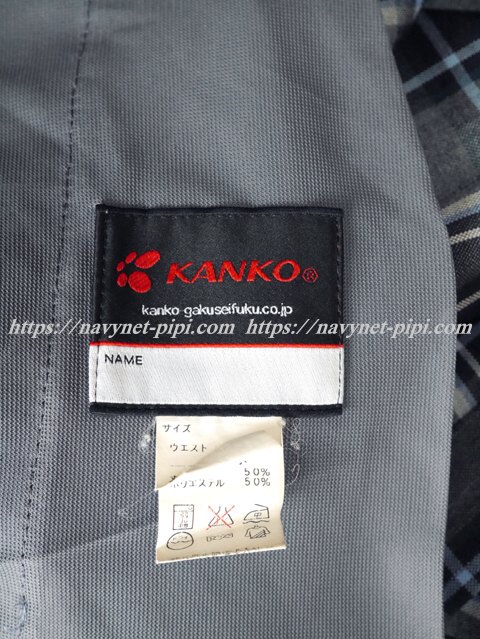 KANKO®
kanko-gakuseifuku.co.jp
https://navynet-pipi.com https://navynet-pipi.com
NAME
サイズ
ウエスト
50%
ポリエステル 50%